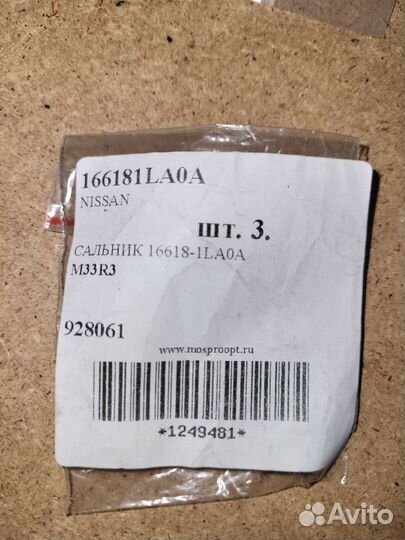 166181LA0A
NISSAN
шт. 3.
САЛЬНИК 16618-1LA0A
M33R3
928061
www.mosproopt.ru
*1249481*
Avito